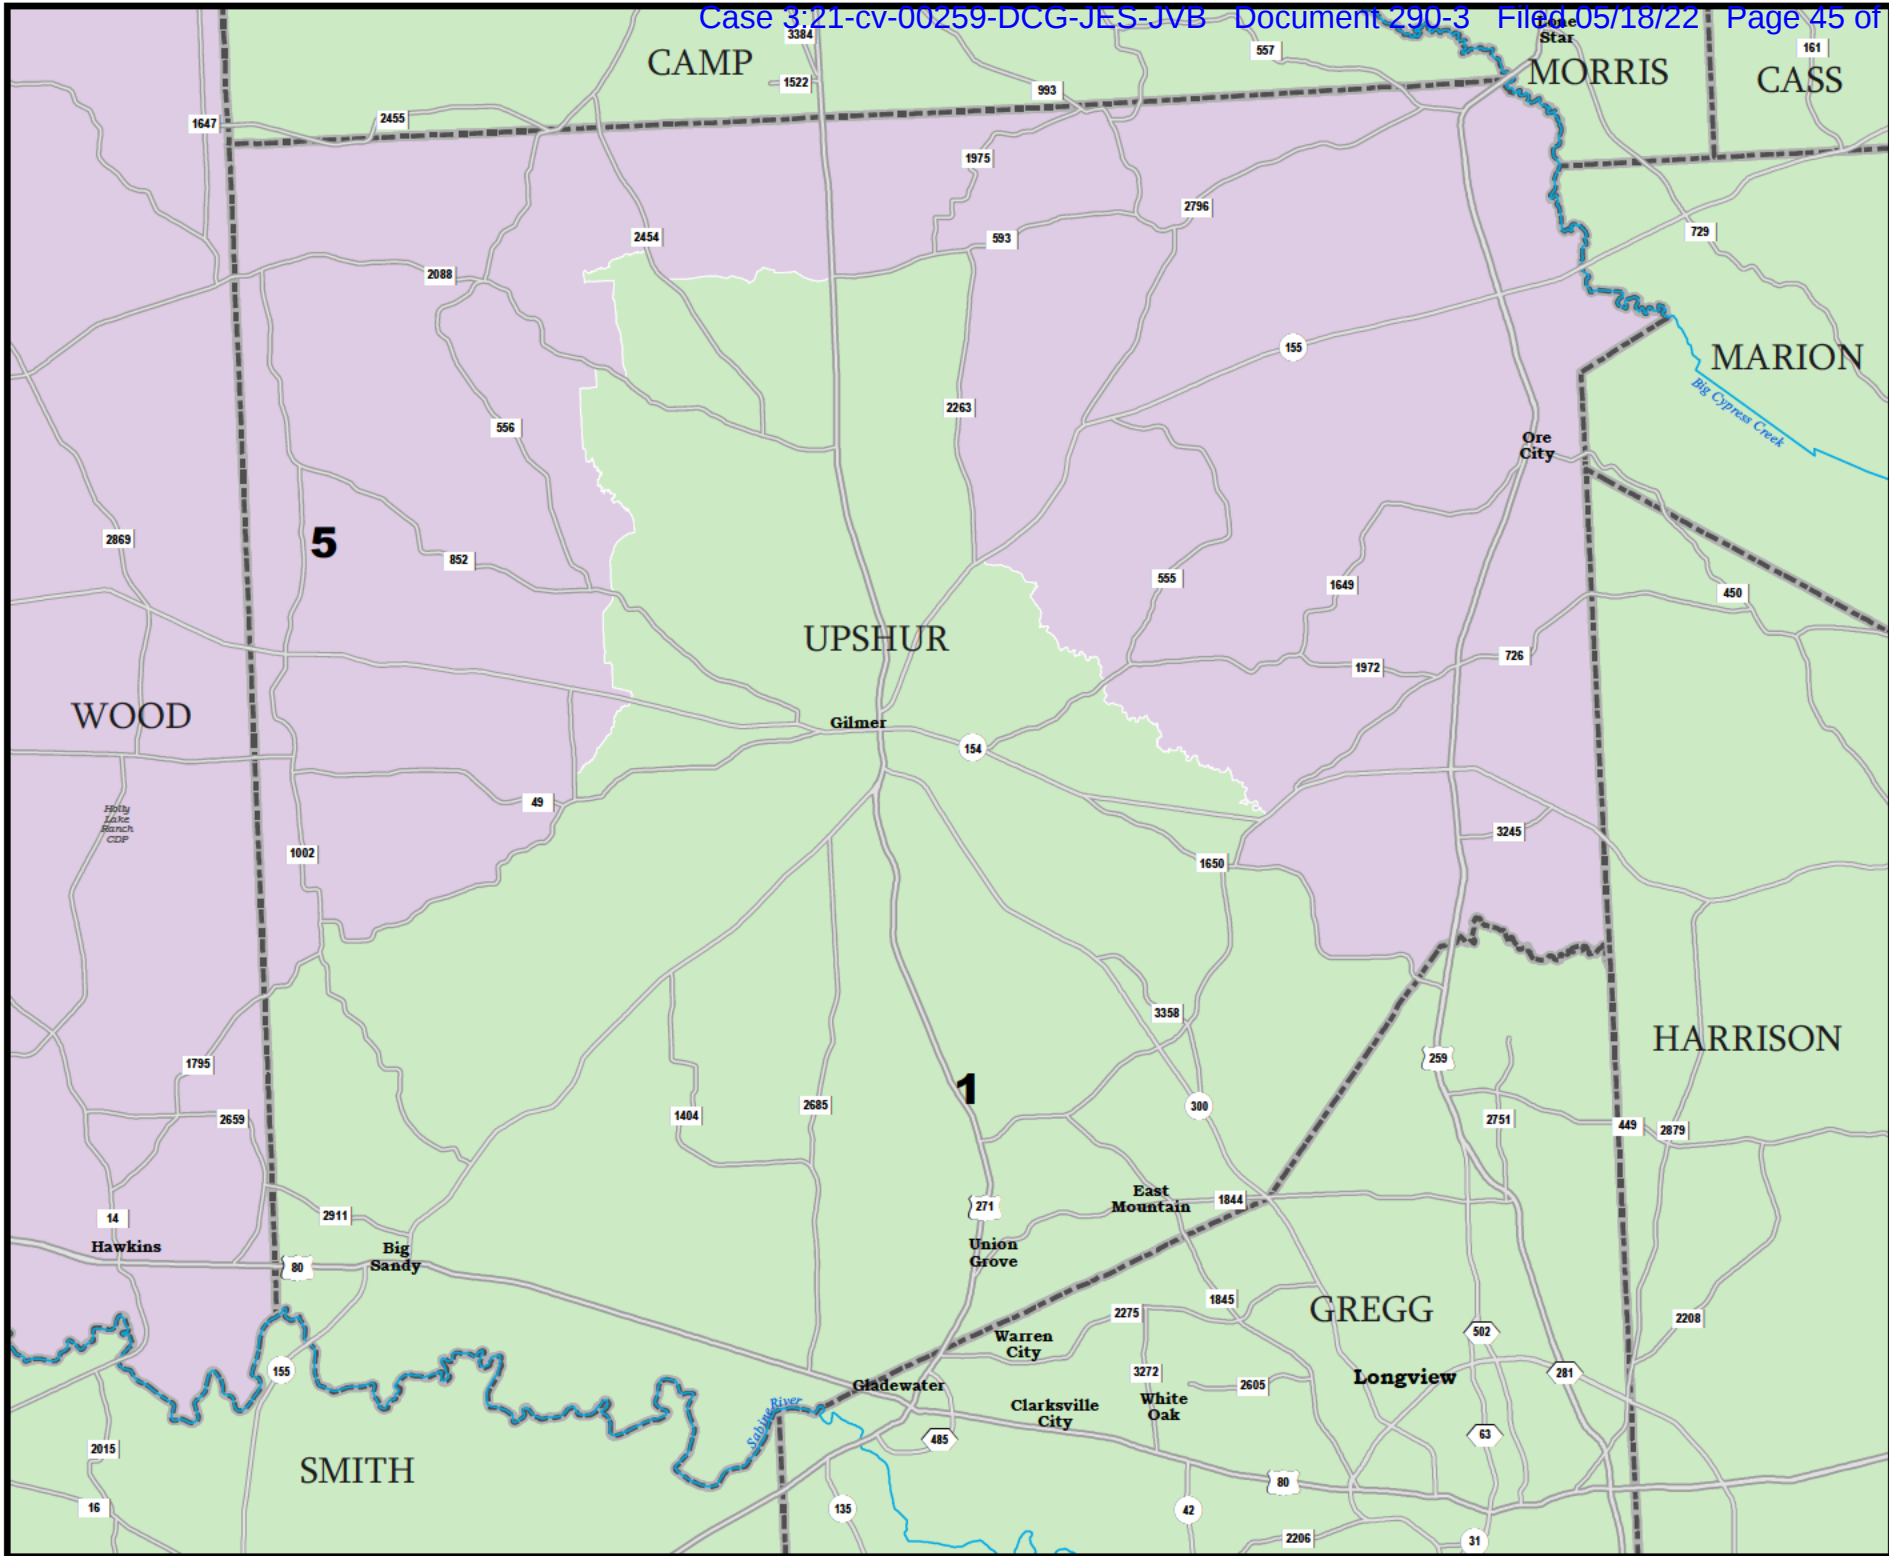 Case 3:21-cv-00259-DCG-JES-JVB Document 290-3 Filed 05/18/22 Page 45 of
Lone
Star
3384
CAMP
557
161
MORRIS
CASS
1522
993
1647
2455
1975
2796
2454
593
729
2088
155
MARION
Big Cypress Creek
2263
556
Ore
City
2869
5
852
555
1649
450
UPSHUR
726
1972
WOOD
Gilmer
154
49
Holly
Lake
Ranch
CDP
3245
1002
1650
3358
HARRISON
259
1795
1
300
2685
1404
2659
2751
449
2879
East
Mountain
1844
271
14
2911
Hawkins
Big
Sandy
80
Union
Grove
1845
GREGG
2275
2208
502
Warren
City
155
3272
281
2605
Longview
Gladewater
White
Oak
Clarksville
City
Sabine River
485
63
2015
SMITH
80
16
135
42
2206
31